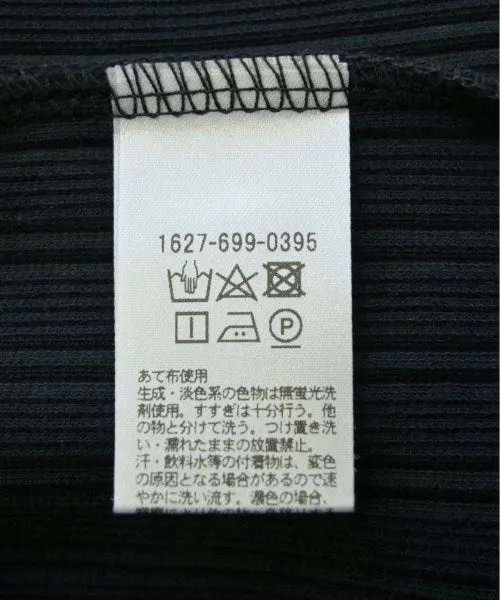 1627-699-0395
P
あて布使用
生成・淡色系の色物は無蛍光洗
剤使用。すすぎは十分行う。他
の物と分けて洗う。つけ置き洗
い・濡れたままの放置禁止。
汗・飲料水等の付着物は、変色
の原因となる場合があるので速
やかに洗い流す。濃色の場合、